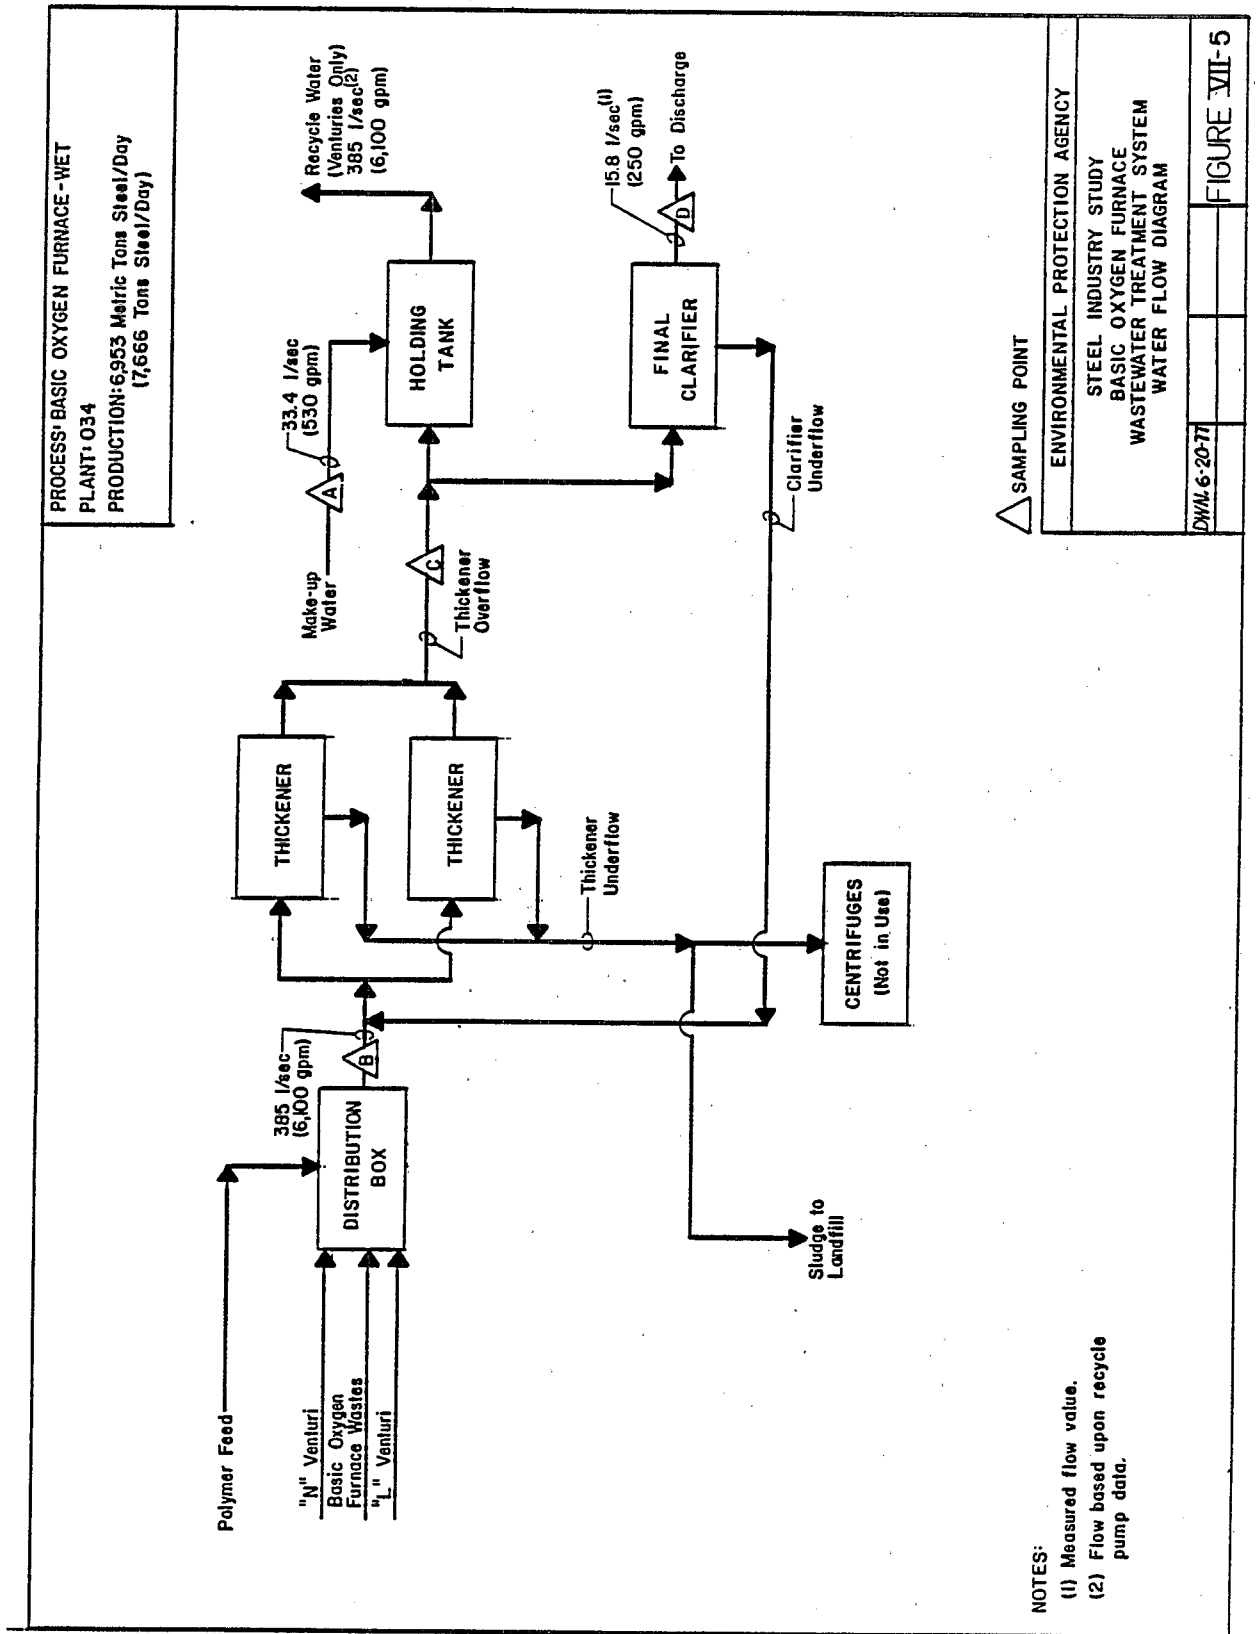 PROCESS: BASIC OXYGEN FURNACE-WET
PLANT: 034
PRODUCTION: 6,953 Metric Tons Steel/Day
(7,666 Tons Steel/Day)
Polymer Feed
"N" Venturi
Basic Oxygen
Furnace Wastes
"L" Venturi
DISTRIBUTION
BOX
385 l/sec
(6,100 gpm)
B
THICKENER
THICKENER
Thickener
Underflow
Thickener
Overflow
C
Make-up
Water
A
33.4 l/sec
(530 gpm)
HOLDING
TANK
Recycle Water
(Venturies Only)
385 l/sec(2)
(6,100 gpm)
FINAL
CLARIFIER
15.8 l/sec(1)
(250 gpm)
D
To Discharge
Clarifier
Underflow
CENTRIFUGES
(Not in Use)
Sludge to
Landfill
NOTES:
(1) Measured flow value.
(2) Flow based upon recycle
pump data.
SAMPLING POINT
ENVIRONMENTAL PROTECTION AGENCY
STEEL INDUSTRY STUDY
BASIC OXYGEN FURNACE
WASTEWATER TREATMENT SYSTEM
WATER FLOW DIAGRAM
DWN. 6-20-77
FIGURE VII-5